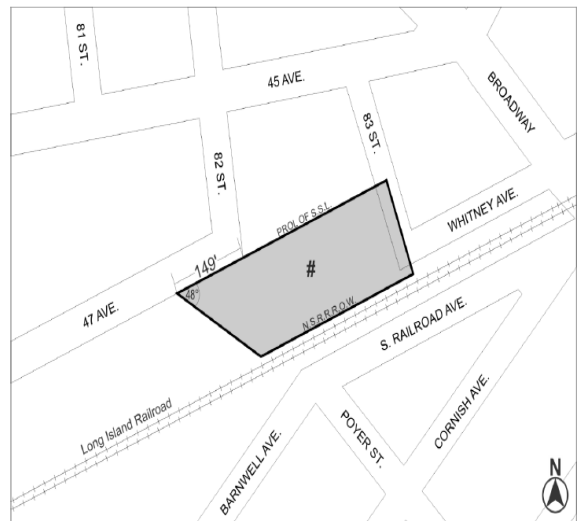 81 ST.
45 AVE.
BROADWAY
83 ST.
82 ST.
WHITNEY AVE.
PROL OF S.S.L.
149'
#
48°
47 AVE.
N.S.R.R.R.O.W.
S. RAILROAD AVE.
Long Island Railroad
CORNISH AVE.
POYER ST.
BARNWELL AVE.
N